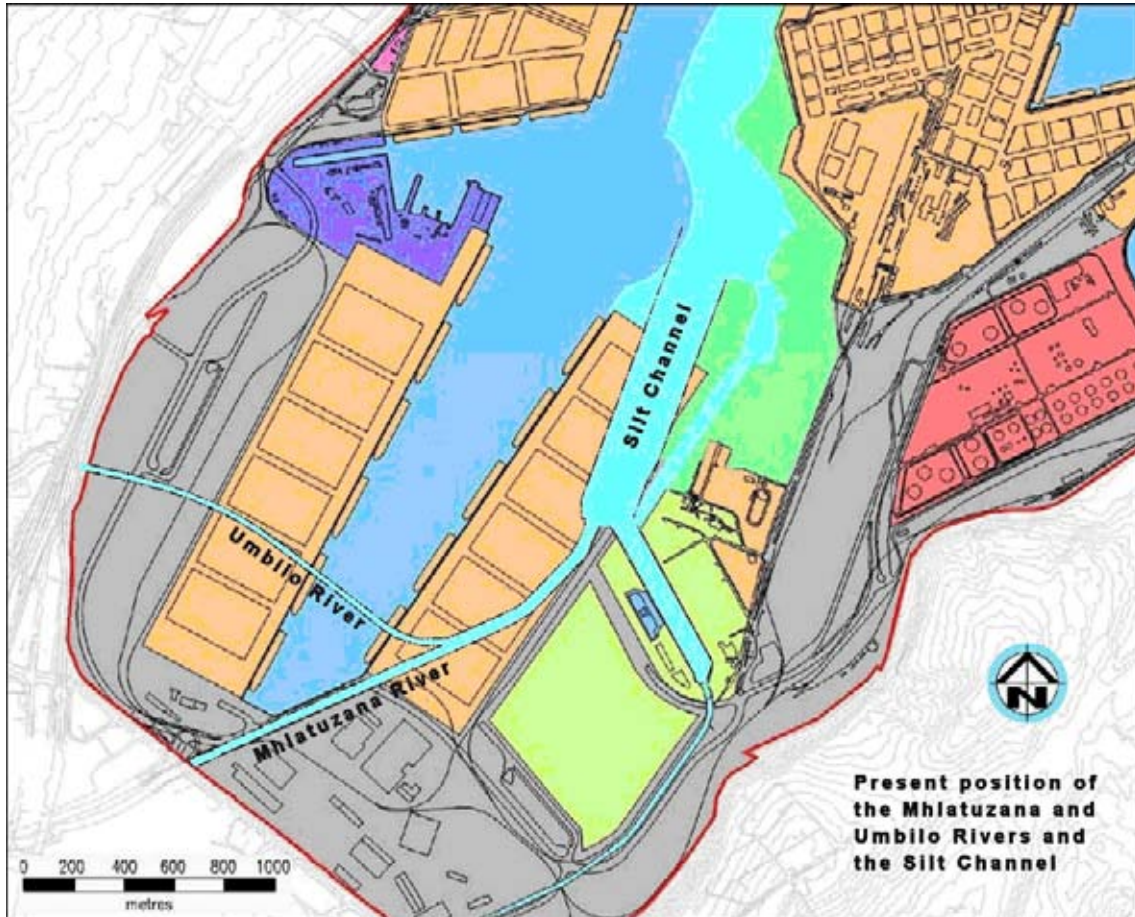 Silt Channel
Umbilo River
Mhlatuzana River
N
Present position of
the Mhlatuzana and
Umbilo Rivers and
the Silt Channel
0 200 400 600 800 1000
metres